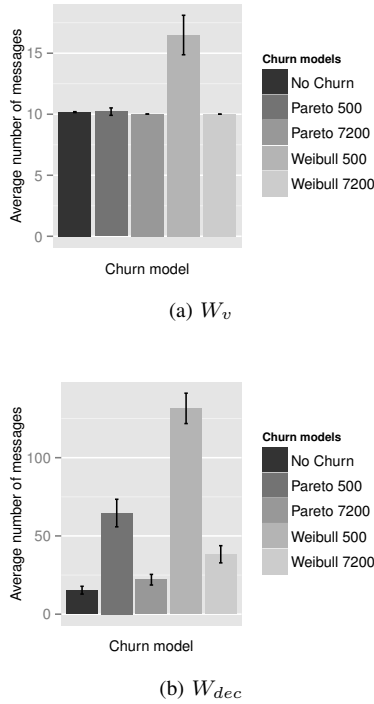 Average number of messages
15
10
5
0
Churn model
Churn models
No Churn
Pareto 500
Pareto 7200
Weibull 500
Weibull 7200
(a) W_v
Average number of messages
100
50
0
Churn model
Churn models
No Churn
Pareto 500
Pareto 7200
Weibull 500
Weibull 7200
(b) W_{dec}